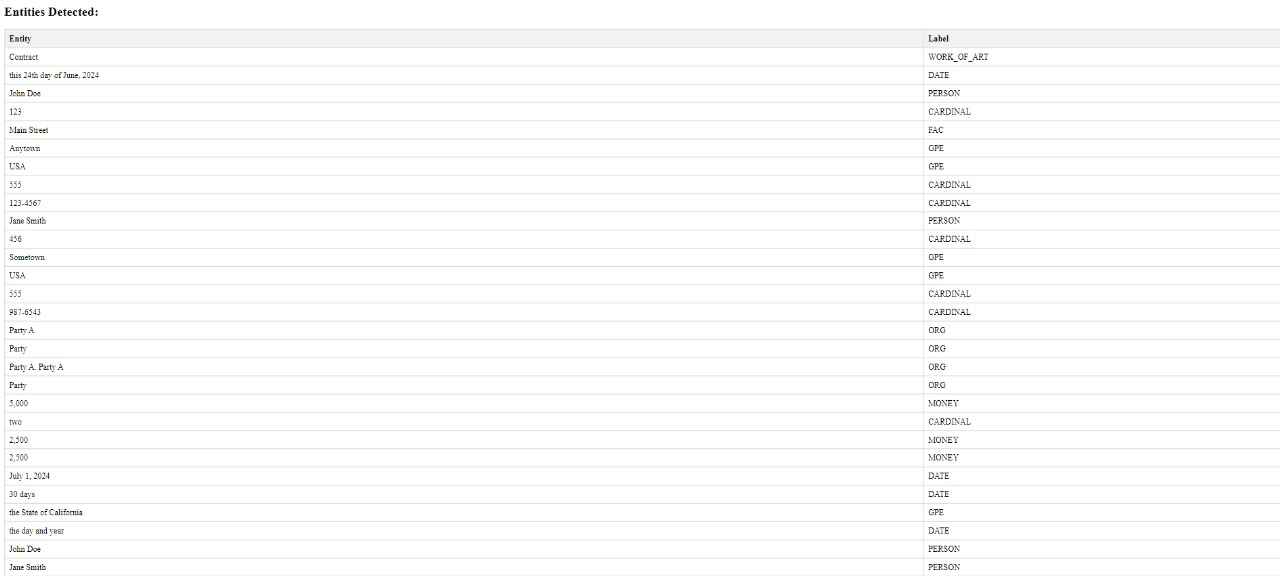 Entities Detected:
Entity Label
Contract WORK_OF_ART
this 24th day of June, 2024 DATE
John Doe PERSON
123 CARDINAL
Main Street FAC
Anytown GPE
USA GPE
555 CARDINAL
123-4567 CARDINAL
Jane Smith PERSON
456 CARDINAL
Sometown GPE
USA GPE
555 CARDINAL
987-6543 CARDINAL
Party A ORG
Party ORG
Party A. Party A ORG
Party ORG
5,000 MONEY
two CARDINAL
2,500 MONEY
2,500 MONEY
July 1, 2024 DATE
30 days DATE
the State of California GPE
the day and year DATE
John Doe PERSON
Jane Smith PERSON